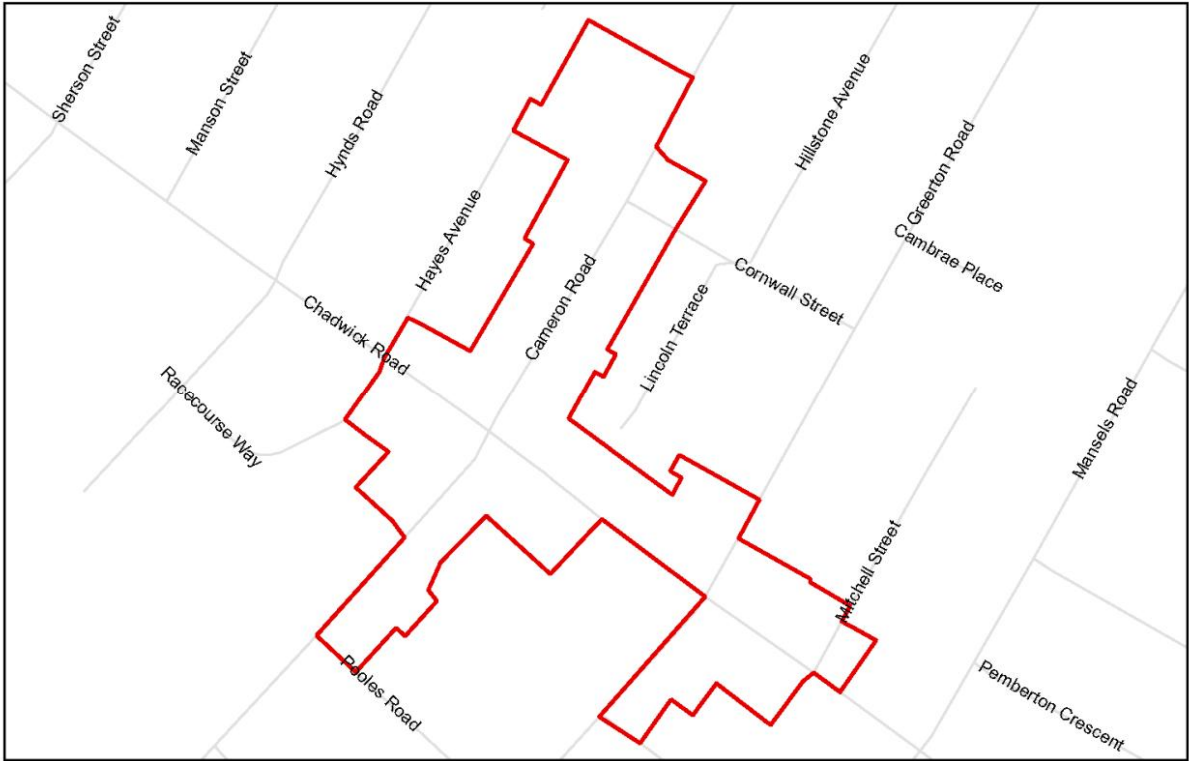 Sherson Street
Manson Street
Hynds Road
Hillstone Avenue
Greerton Road
Hayes Avenue
Cambrae Place
Cornwall Street
Cameron Road
Lincoln Terrace
Chadwick Road
Racecourse Way
Mansels Road
Mitchell Street
Pooles Road
Pemberton Crescent